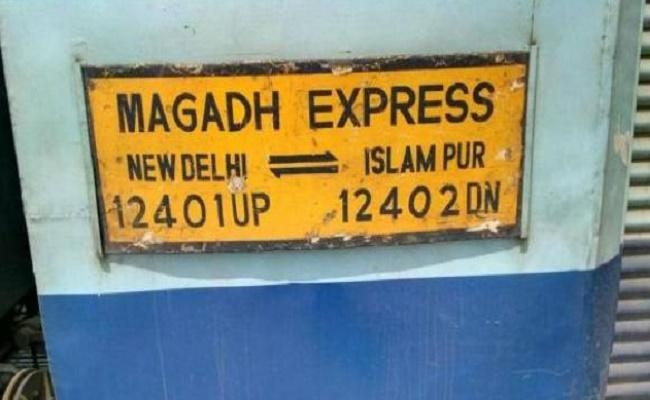 MAGADH EXPRESS
NEW DELHI ⇌ ISLAM PUR
12401UP 12402DN